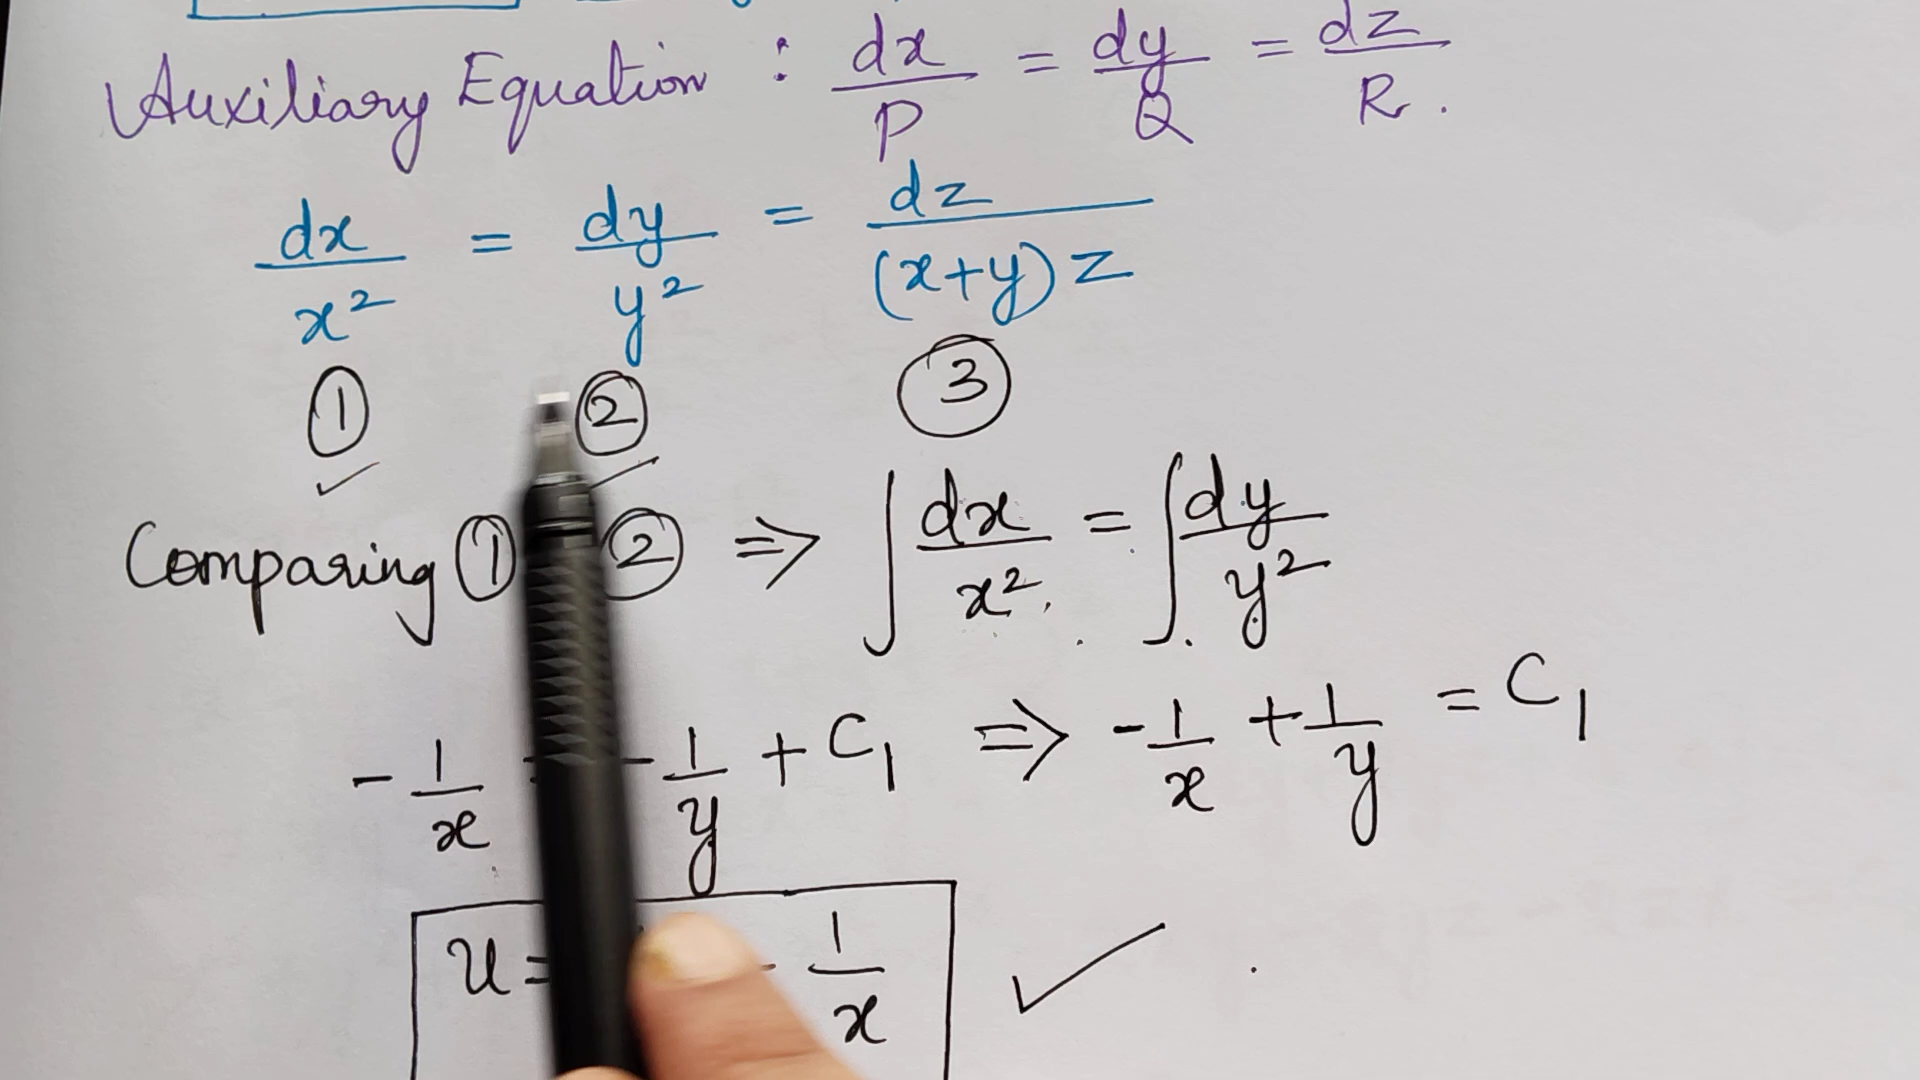 Auxiliary Equation : dx/P = dy/Q = dz/R .
dx/x² = dy/y² = dz/(x+y)z
① ② ③
Comparing ① ② ⇒ ∫dx/x² = ∫dy/y²
-1/x -1/y + C₁ ⇒ -1/x + 1/y = C₁
u = - 1/x